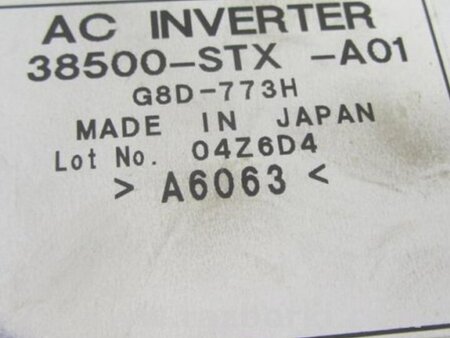 AC INVERTER
38500-STX -A01
G8D-773H
MADE IN JAPAN
Lot No. 04Z6D4
> A6063 <